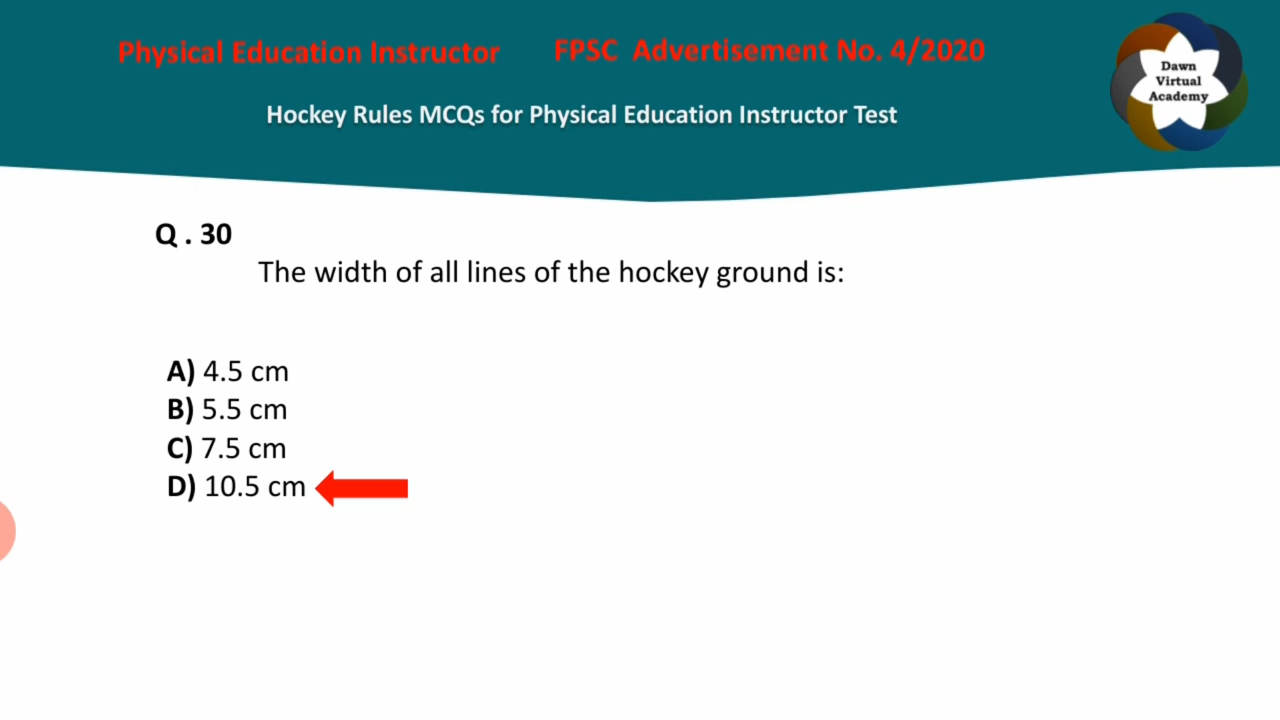 Physical Education Instructor FPSC Advertisement No. 4/2020
Hockey Rules MCQs for Physical Education Instructor Test
Dawn
Virtual
Academy
Q . 30
The width of all lines of the hockey ground is:
A) 4.5 cm
B) 5.5 cm
C) 7.5 cm
D) 10.5 cm